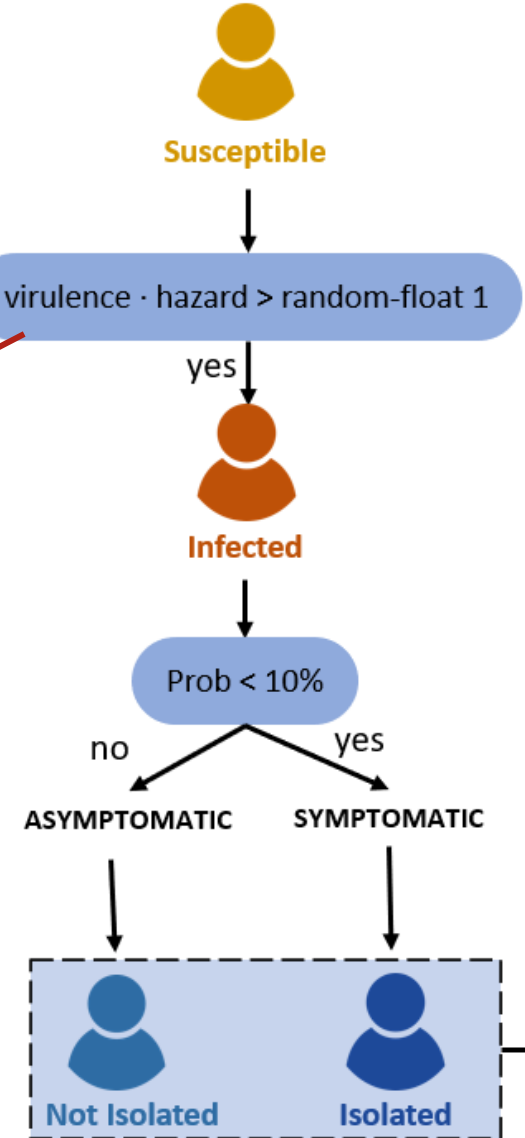 Susceptible
virulence · hazard > random-float 1
yes
Infected
Prob < 10%
no
yes
ASYMPTOMATIC
SYMPTOMATIC
Not Isolated
Isolated